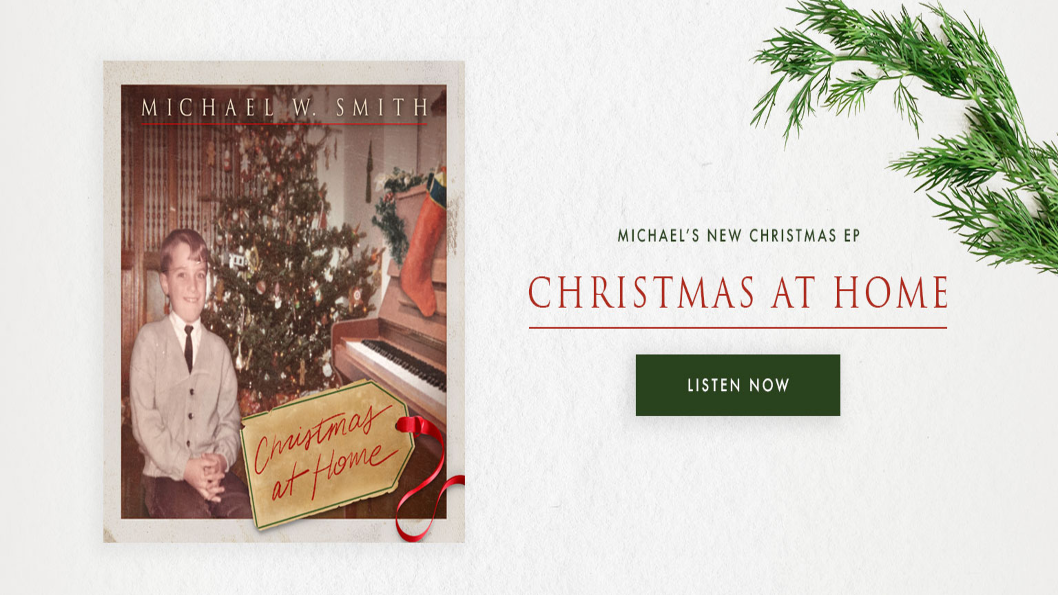 MICHAEL W. SMITH
Christmas
at Home
MICHAEL'S NEW CHRISTMAS EP
CHRISTMAS AT HOME
LISTEN NOW